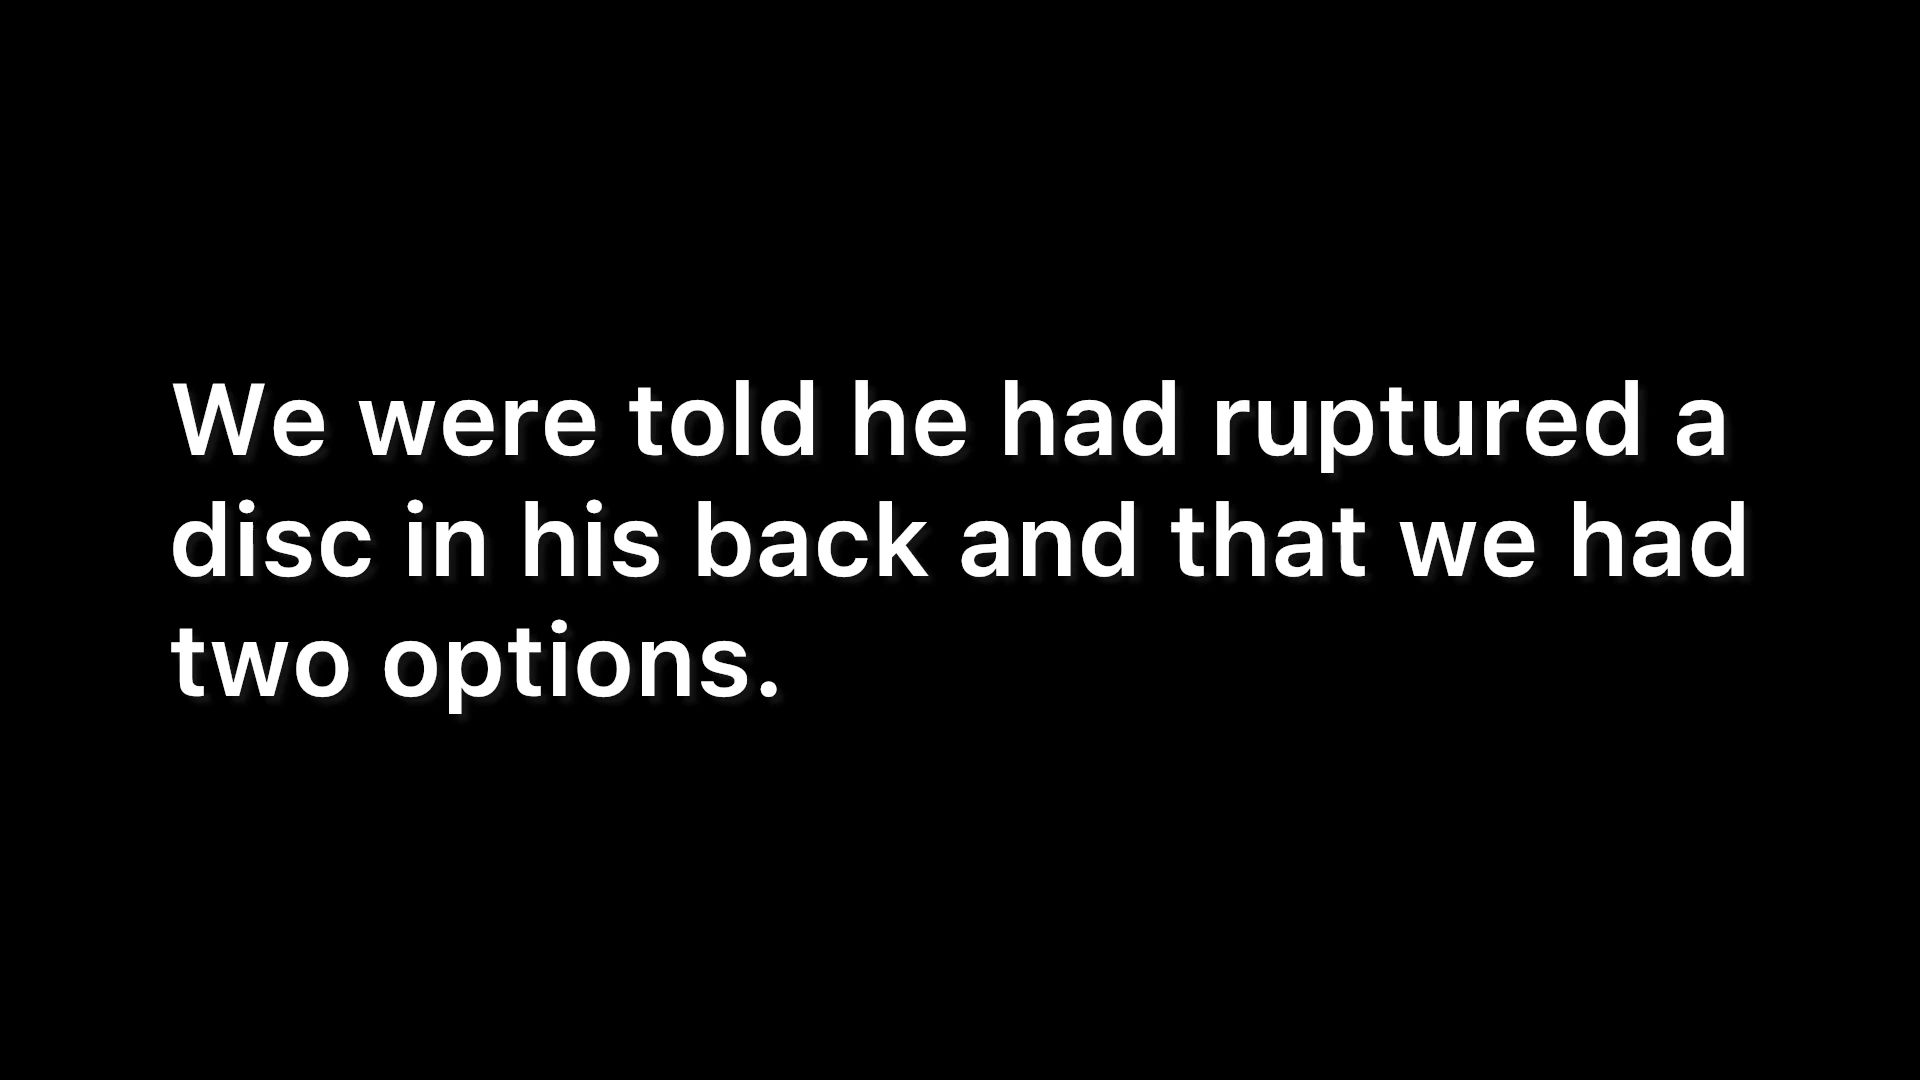 We were told he had ruptured a
disc in his back and that we had
two options.